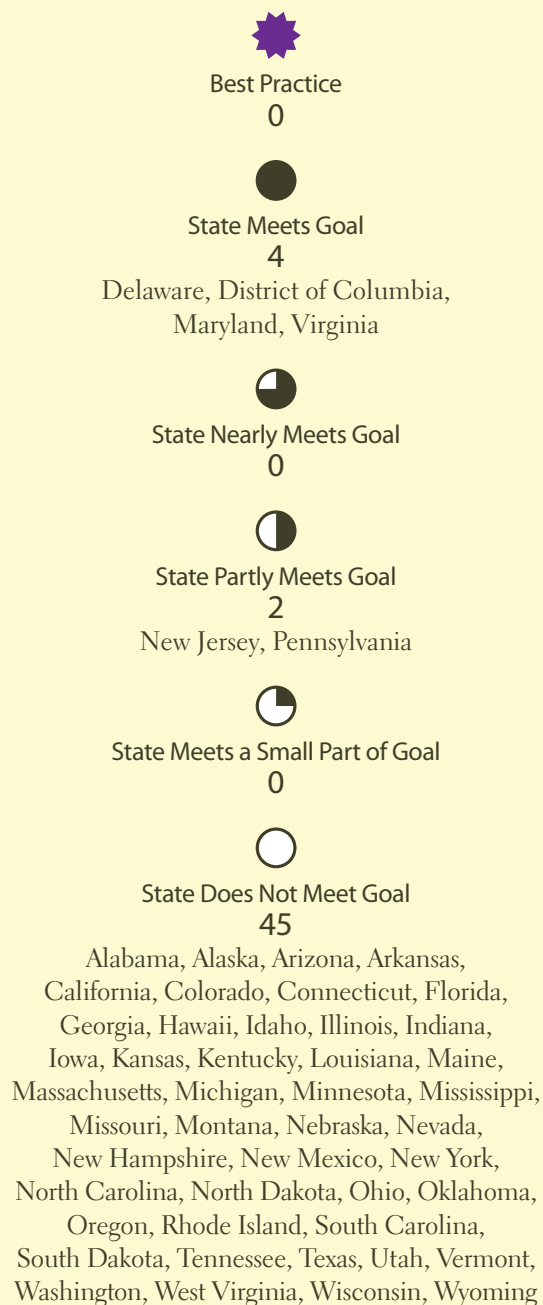 Best Practice
0
State Meets Goal
4
Delaware, District of Columbia,
Maryland, Virginia
State Nearly Meets Goal
0
State Partly Meets Goal
2
New Jersey, Pennsylvania
State Meets a Small Part of Goal
0
State Does Not Meet Goal
45
Alabama, Alaska, Arizona, Arkansas,
California, Colorado, Connecticut, Florida,
Georgia, Hawaii, Idaho, Illinois, Indiana,
Iowa, Kansas, Kentucky, Louisiana, Maine,
Massachusetts, Michigan, Minnesota, Mississippi,
Missouri, Montana, Nebraska, Nevada,
New Hampshire, New Mexico, New York,
North Carolina, North Dakota, Ohio, Oklahoma,
Oregon, Rhode Island, South Carolina,
South Dakota, Tennessee, Texas, Utah, Vermont,
Washington, West Virginia, Wisconsin, Wyoming